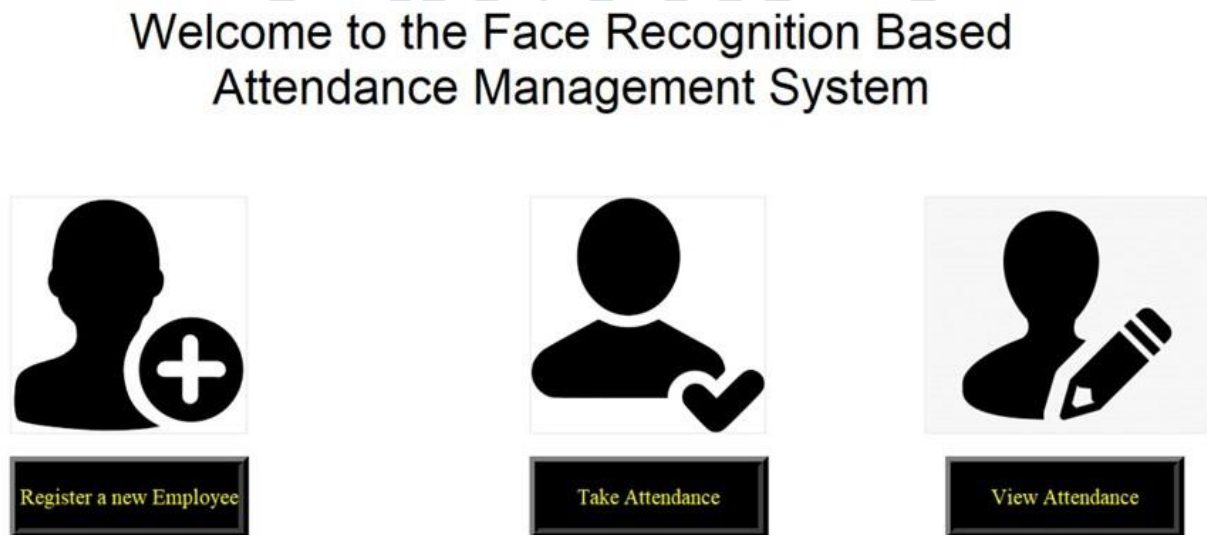 Welcome to the Face Recognition Based
Attendance Management System
Register a new Employee
Take Attendance
View Attendance